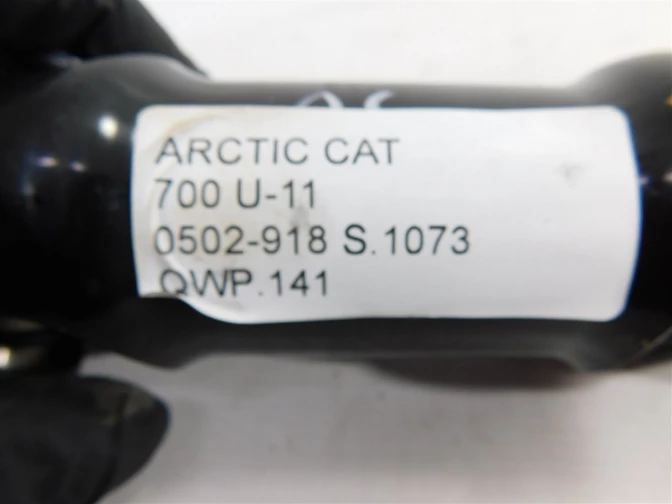 ARCTIC CAT
700 U-11
0502-918 S.1073
QWP.141